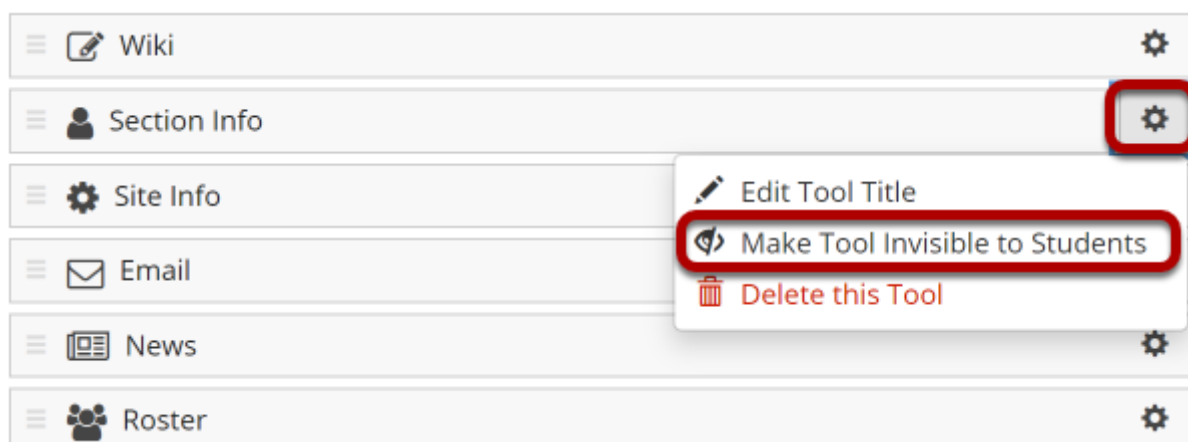 Wiki
Section Info
Site Info
Edit Tool Title
Make Tool Invisible to Students
Email
Delete this Tool
News
Roster